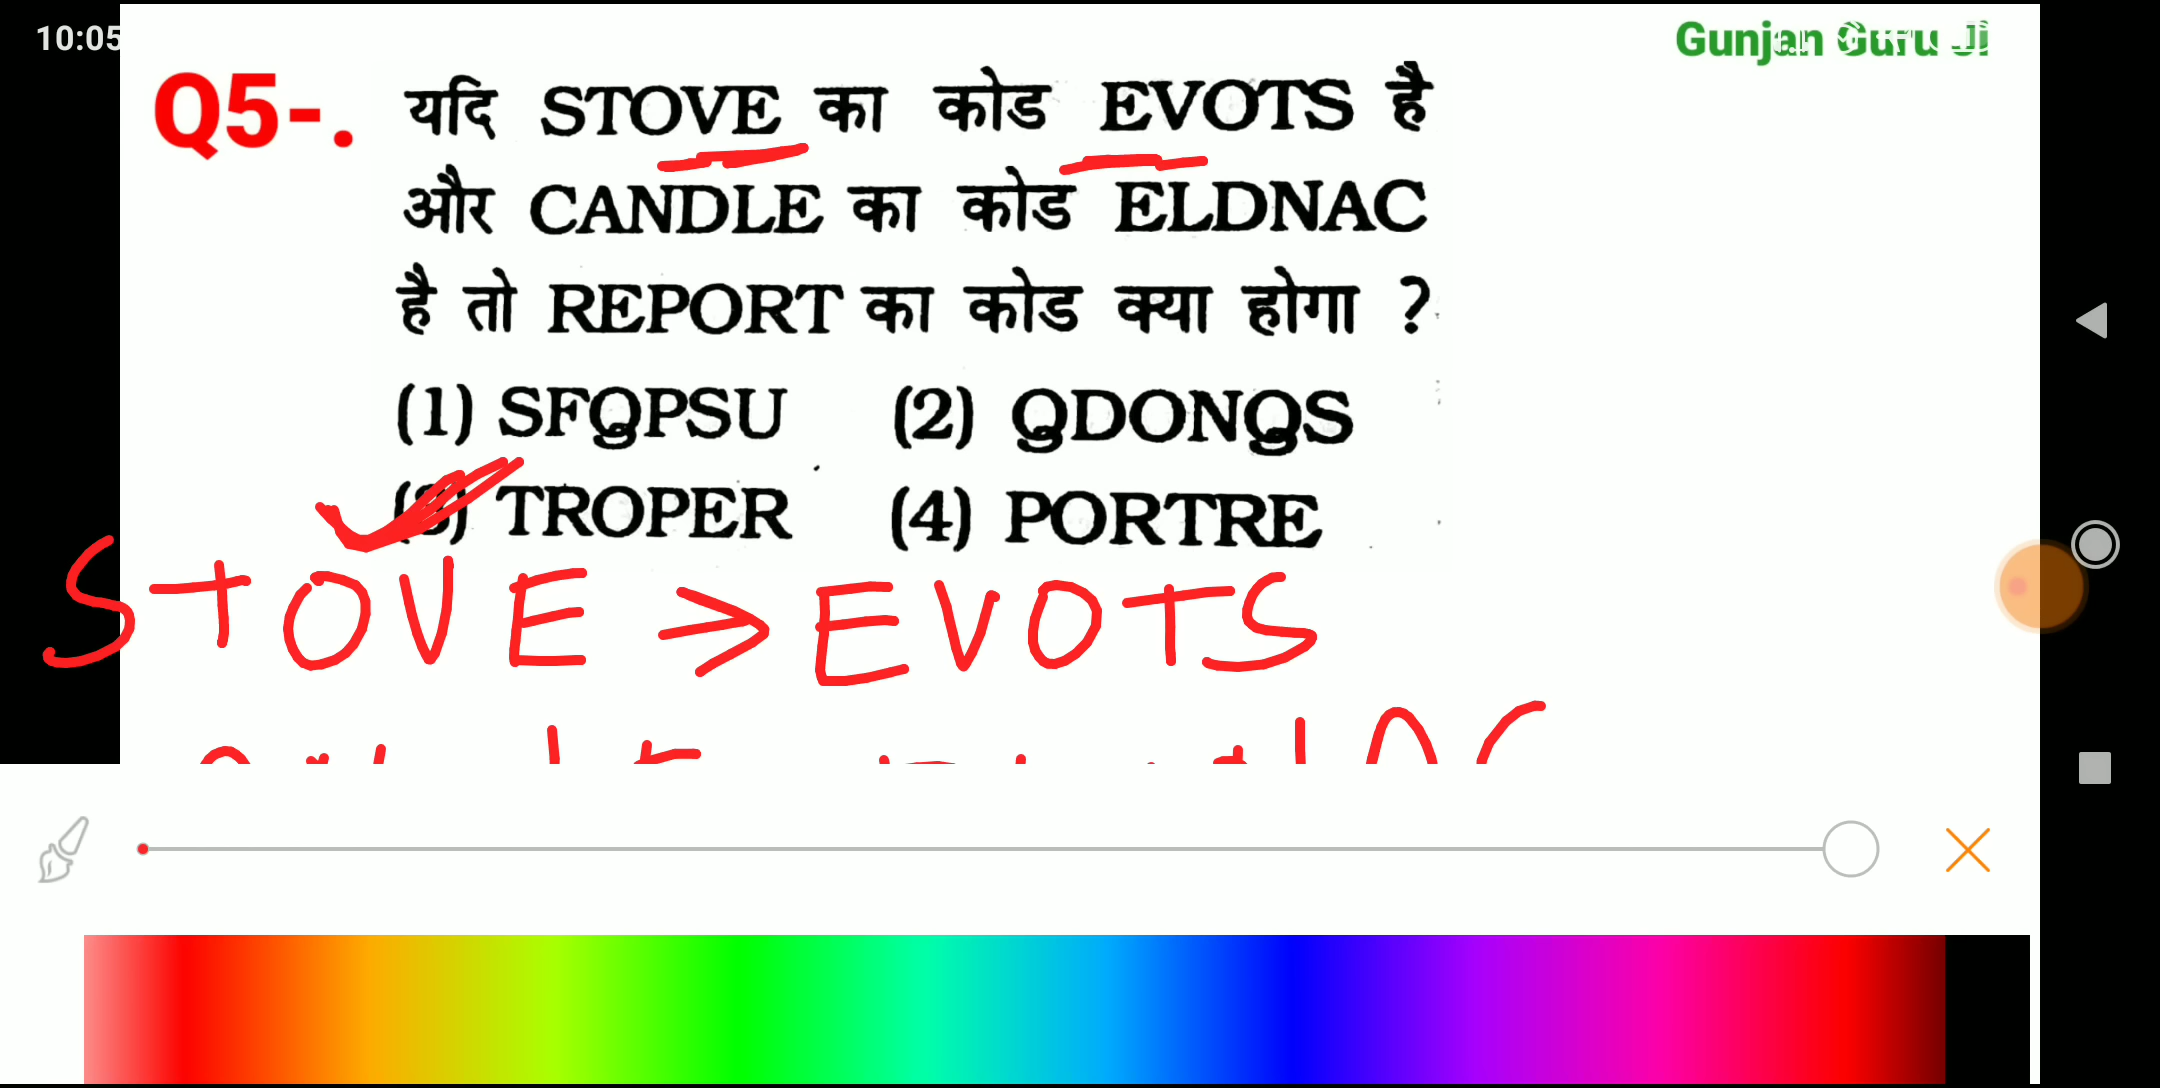 10:05
Gunjan Guru Ji
Q5-. यदि STOVE का कोड EVOTS है
और CANDLE का कोड ELDNAC
है तो REPORT का कोड क्या होगा ?
(1) SFQPSU (2) QDONQS
(3) TROPER (4) PORTRE
STOVE > EVOTS